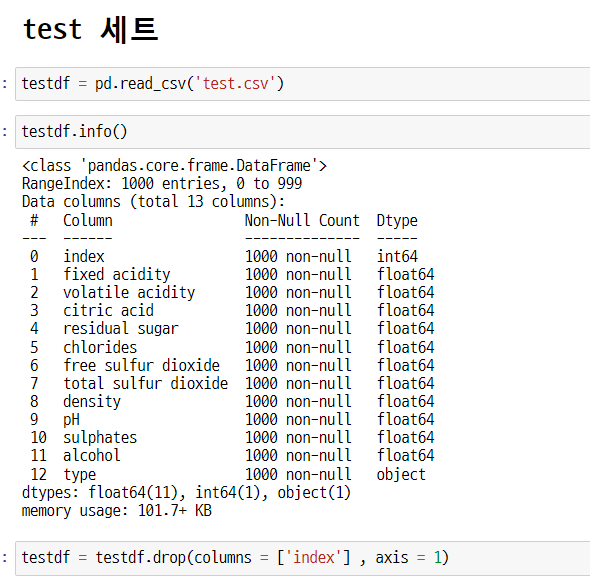 test 세트
: testdf = pd.read_csv('test.csv')
: testdf.info()
<class 'pandas.core.frame.DataFrame'>
RangeIndex: 1000 entries, 0 to 999
Data columns (total 13 columns):
 #   Column                Non-Null Count  Dtype
---  ------                --------------  -----
 0   index                 1000 non-null   int64
 1   fixed acidity         1000 non-null   float64
 2   volatile acidity      1000 non-null   float64
 3   citric acid           1000 non-null   float64
 4   residual sugar        1000 non-null   float64
 5   chlorides             1000 non-null   float64
 6   free sulfur dioxide   1000 non-null   float64
 7   total sulfur dioxide  1000 non-null   float64
 8   density               1000 non-null   float64
 9   pH                    1000 non-null   float64
 10  sulphates             1000 non-null   float64
 11  alcohol               1000 non-null   float64
 12  type                  1000 non-null   object
dtypes: float64(11), int64(1), object(1)
memory usage: 101.7+ KB
: testdf = testdf.drop(columns = ['index'] , axis = 1)